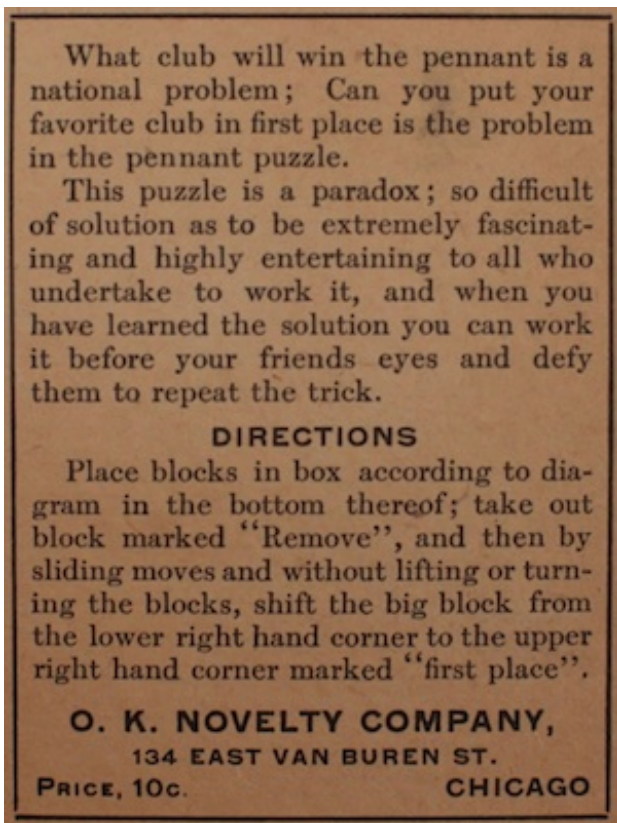 What club will win the pennant is a
national problem; Can you put your
favorite club in first place is the problem
in the pennant puzzle.
This puzzle is a paradox; so difficult
of solution as to be extremely fascinat-
ing and highly entertaining to all who
undertake to work it, and when you
have learned the solution you can work
it before your friends eyes and defy
them to repeat the trick.
DIRECTIONS
Place blocks in box according to dia-
gram in the bottom thereof; take out
block marked “Remove”, and then by
sliding moves and without lifting or turn-
ing the blocks, shift the big block from
the lower right hand corner to the upper
right hand corner marked “first place”.
O. K. NOVELTY COMPANY,
134 EAST VAN BUREN ST.
PRICE, 10c. CHICAGO